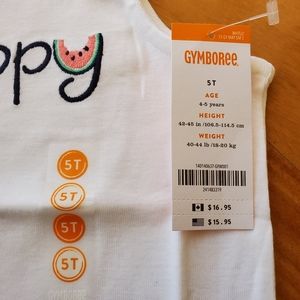 ppy
GYMBOREE.
5T
AGE
4-5 years
HEIGHT
42-45 in /106.5-114.5 cm
WEIGHT
40-44 lb /18-20 kg
5T
5T
5T
5T
$16.95
$15.95